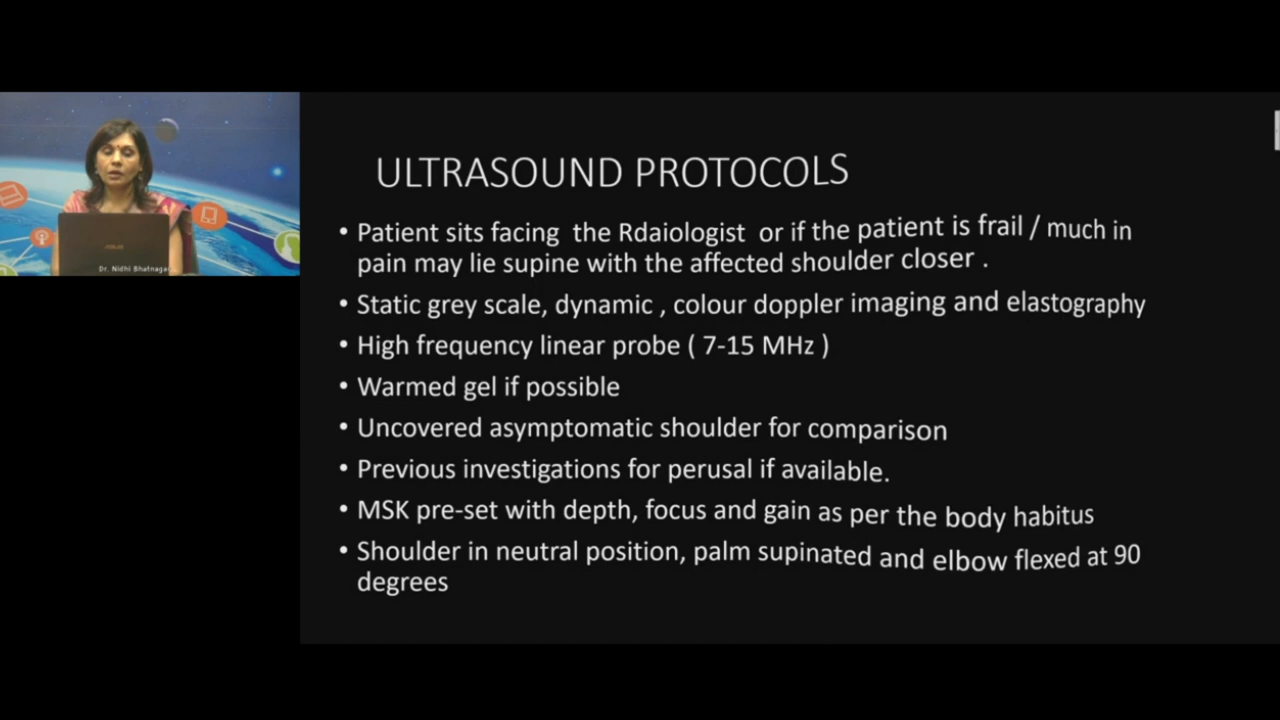 ULTRASOUND PROTOCOLS
• Patient sits facing the Rdaiologist or if the patient is frail / much in
pain may lie supine with the affected shoulder closer .
• Static grey scale, dynamic , colour doppler imaging and elastography
• High frequency linear probe ( 7-15 MHz )
• Warmed gel if possible
• Uncovered asymptomatic shoulder for comparison
• Previous investigations for perusal if available.
• MSK pre-set with depth, focus and gain as per the body habitus
• Shoulder in neutral position, palm supinated and elbow flexed at 90
degrees
ASUS
Dr. Nidhi Bhatnagar